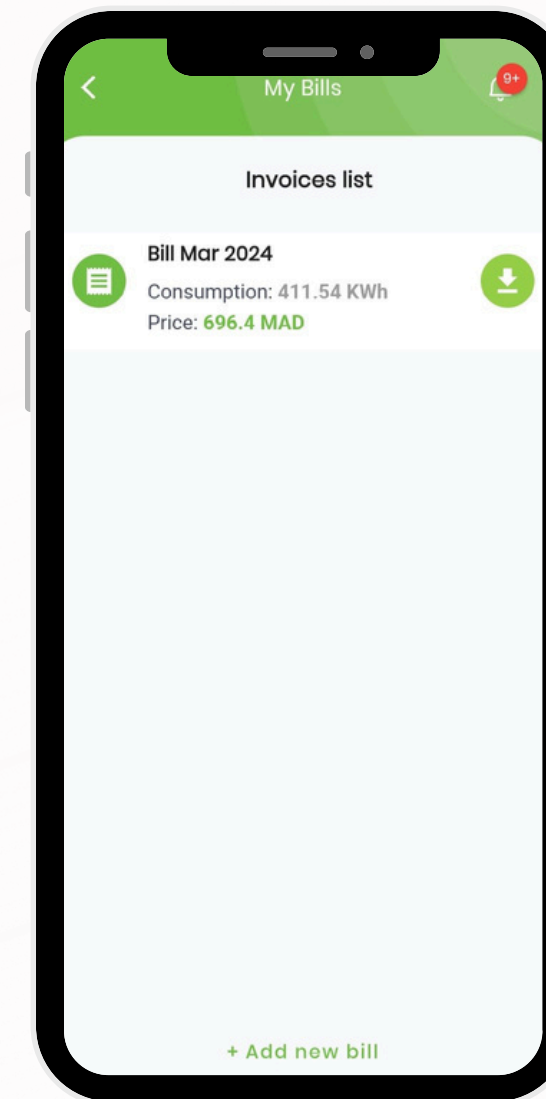 My Bills
9+
Invoices list
Bill Mar 2024
Consumption: 411.54 KWh
Price: 696.4 MAD
+ Add new bill